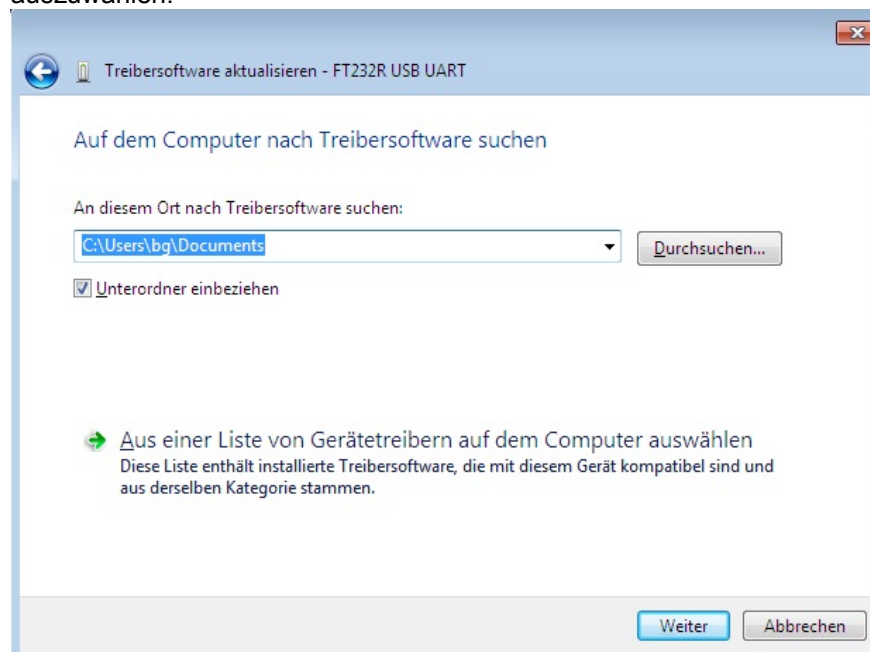 auszuwählen.
Treibersoftware aktualisieren - FT232R USB UART
Auf dem Computer nach Treibersoftware suchen
An diesem Ort nach Treibersoftware suchen:
C:\Users\bg\Documents
Durchsuchen...
Unterordner einbeziehen
Aus einer Liste von Gerätetreibern auf dem Computer auswählen
Diese Liste enthält installierte Treibersoftware, die mit diesem Gerät kompatibel sind und
aus derselben Kategorie stammen.
Weiter Abbrechen